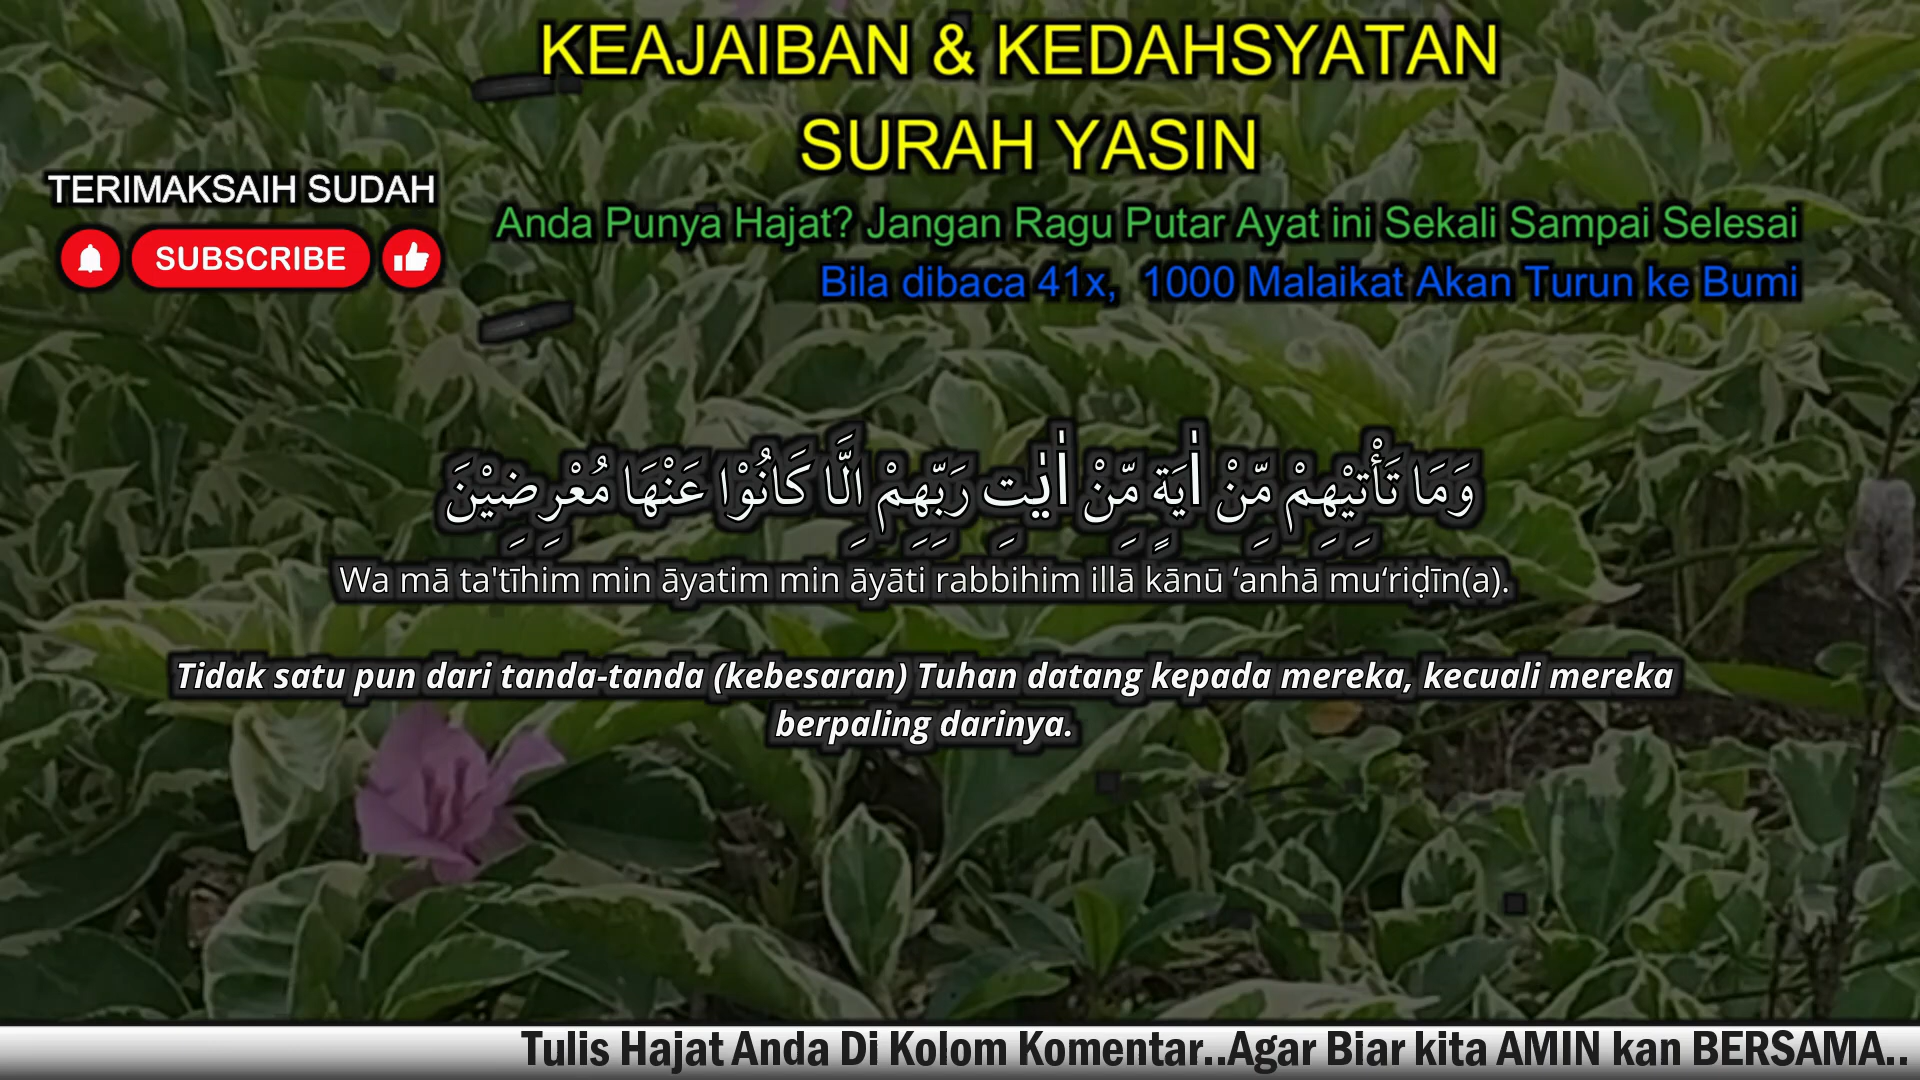 KEAJAIBAN & KEDAHSYATAN
SURAH YASIN
TERIMAKSAIH SUDAH
SUBSCRIBE
Anda Punya Hajat? Jangan Ragu Putar Ayat ini Sekali Sampai Selesai
Bila dibaca 41x, 1000 Malaikat Akan Turun ke Bumi
وَمَا تَأْتِيْهِمْ مِّنْ اٰيَةٍ مِّنْ اٰيٰتِ رَبِّهِمْ اِلَّا كَانُوْا عَنْهَا مُعْرِضِيْنَ
Wa mā ta'tīhim min āyatim min āyāti rabbihim illā kānū ‘anhā mu‘riḍīn(a).
Tidak satu pun dari tanda-tanda (kebesaran) Tuhan datang kepada mereka, kecuali mereka
berpaling darinya.
Tulis Hajat Anda Di Kolom Komentar..Agar Biar kita AMIN kan BERSAMA..